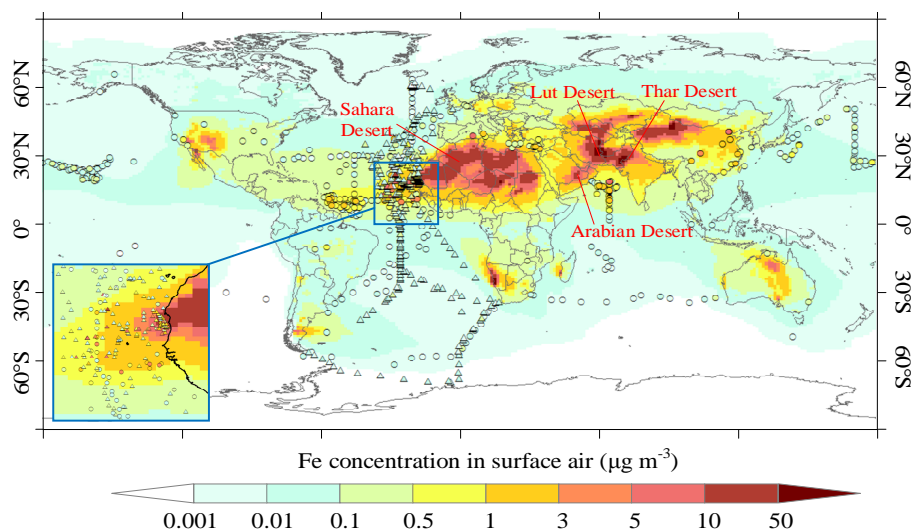 60°N
30°N
0°
30°S
60°S
60°N
30°N
0°
30°S
60°S
Sahara
Desert
Lut Desert
Thar Desert
Arabian Desert
Fe concentration in surface air (μg m⁻³)
0.001 0.01 0.1 0.5 1 3 5 10 50